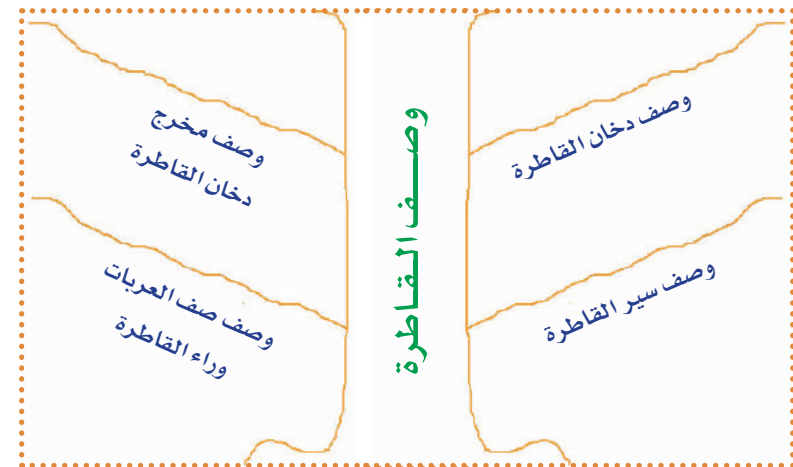 وصف القاطرة
وصف دخان القاطرة
وصف مخرج
دخان القاطرة
وصف سير القاطرة
وصف صف العربات
وراء القاطرة